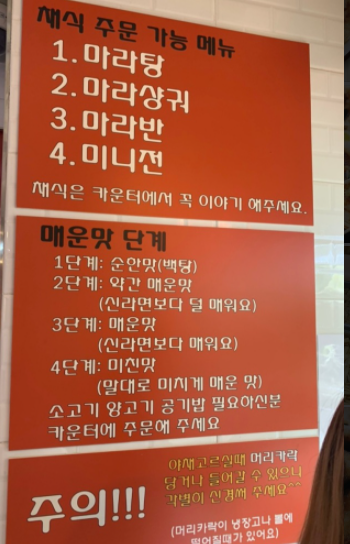 채식 주문 가능 메뉴
1. 마라탕
2. 마라샹궈
3. 마라반
4. 미니전
채식은 카운터에서 꼭 이야기 해주세요.
매운맛 단계
1단계: 순한맛(백탕)
2단계: 약간 매운맛
(신라면보다 덜 매워요)
3단계: 매운맛
(신라면보다 매워요)
4단계: 미친맛
(말대로 미치게 매운 맛)
소고기 양고기 공기밥 필요하신분
카운터에 주문해 주세요
주의!!!
야채고르실때 머리카락
닿거나 들어갈 수 있으니
각별이 신경써 주세요^^
(머리카락이 냉장고나 볼에
떨어질때가 있어요)